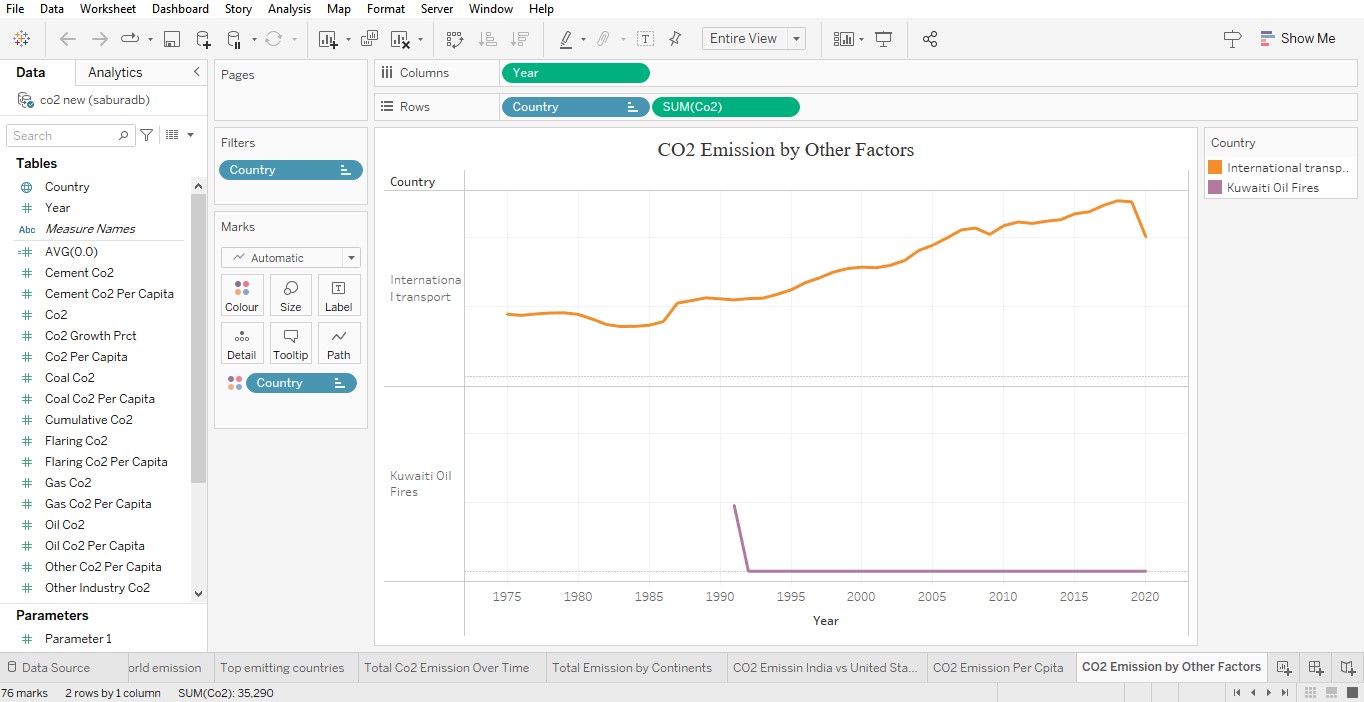 File Data Worksheet Dashboard Story Analysis Map Format Server Window Help
Entire View
Show Me
Data Analytics
co2 new (saburadb)
Search
Tables
Country
Year
Abc Measure Names
AVG(0.0)
Cement Co2
Cement Co2 Per Capita
Co2
Co2 Growth Prct
Co2 Per Capita
Coal Co2
Coal Co2 Per Capita
Cumulative Co2
Flaring Co2
Flaring Co2 Per Capita
Gas Co2
Gas Co2 Per Capita
Oil Co2
Oil Co2 Per Capita
Other Co2 Per Capita
Other Industry Co2
Parameters
Parameter 1
Pages
Filters
Country
Marks
Automatic
Colour Size Label
T
Detail Tooltip Path
Country
Columns Year
Rows Country SUM(Co2)
CO2 Emission by Other Factors
Country
Internationa
l transport
Kuwaiti Oil
Fires
1975 1980 1985 1990 1995 2000 2005 2010 2015 2020
Year
Country
International transp..
Kuwaiti Oil Fires
Data Source orld emission Top emitting countries Total Co2 Emission Over Time Total Emission by Continents CO2 Emissin India vs United Sta... CO2 Emission Per Cpita CO2 Emission by Other Factors
76 marks 2 rows by 1 column SUM(Co2): 35,290